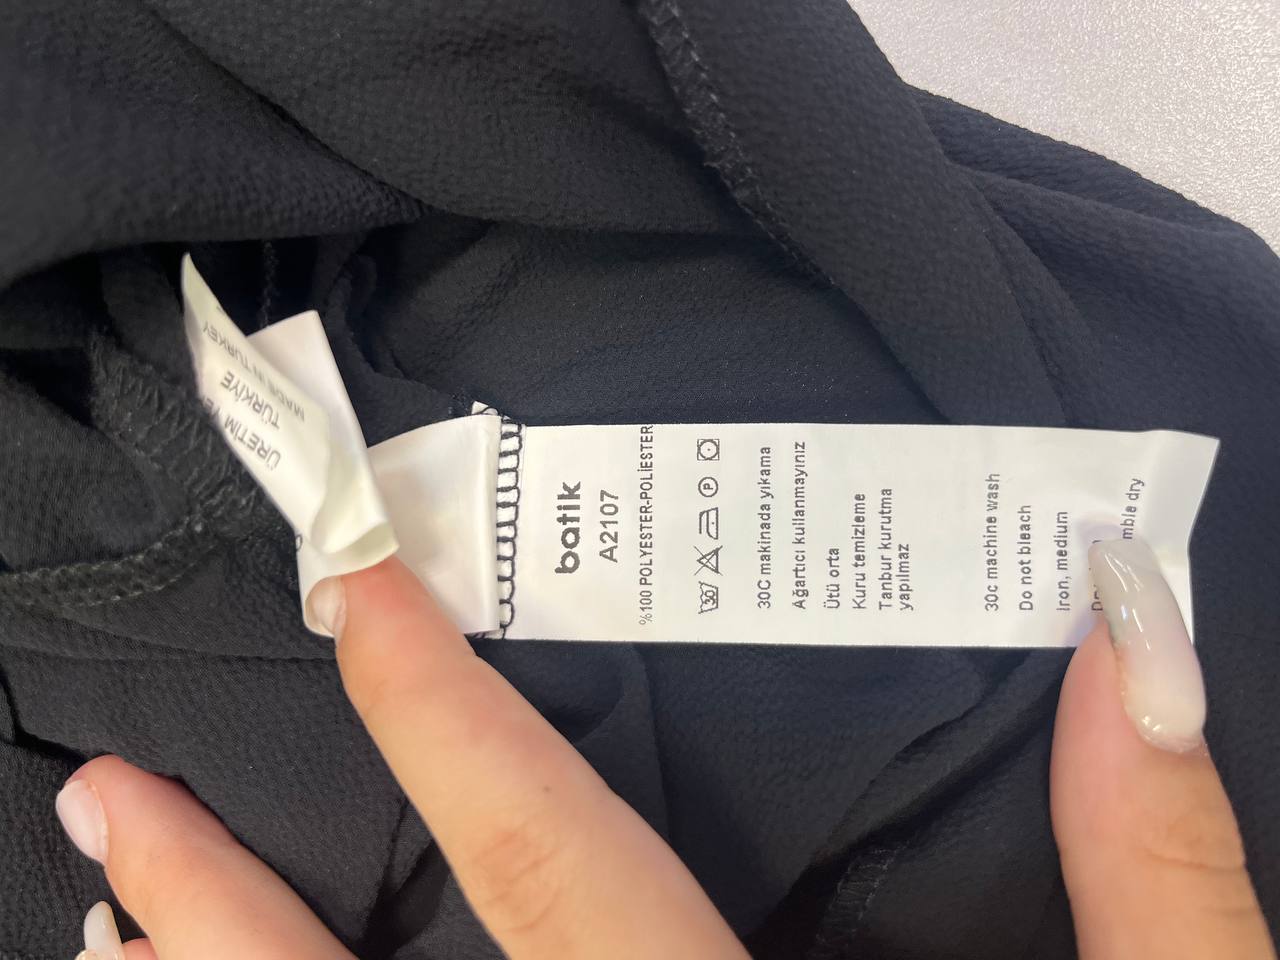 batik
A2107
%100 POLYESTER-POLİESTER
30C makinada yıkama
Ağartıcı kullanmayınız
Ütü orta
Kuru temizleme
Tanbur kurutma
yapılmaz
30c machine wash
Do not bleach
Iron, medium
mble dry
ÜRETİM YE
TÜRKİYE
MADE IN TURKEY